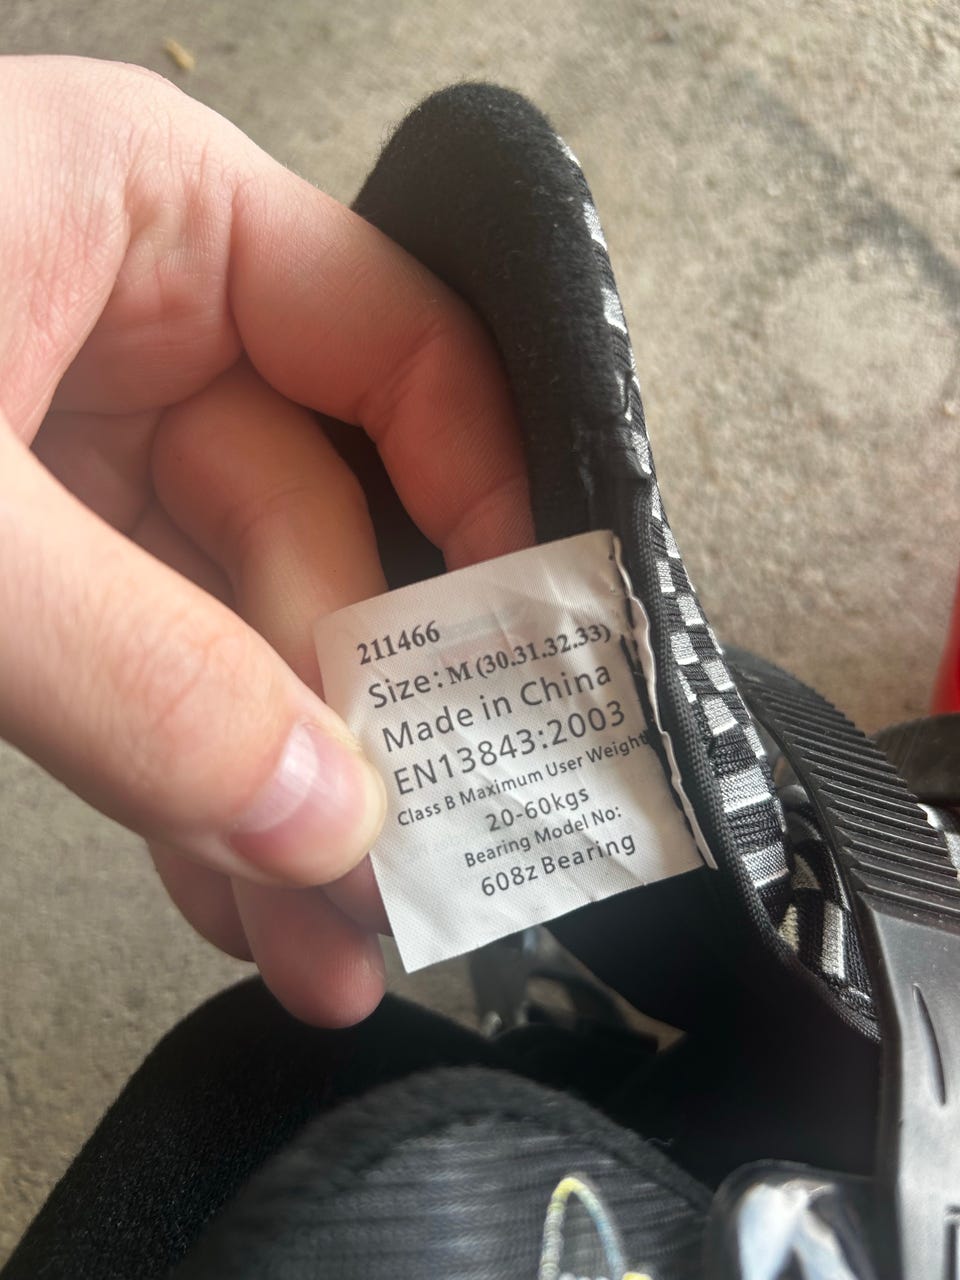 211466
Size: M (30.31.32.33)
Made in China
EN13843:2003
Class B Maximum User Weight
20-60kgs
Bearing Model No:
608z Bearing